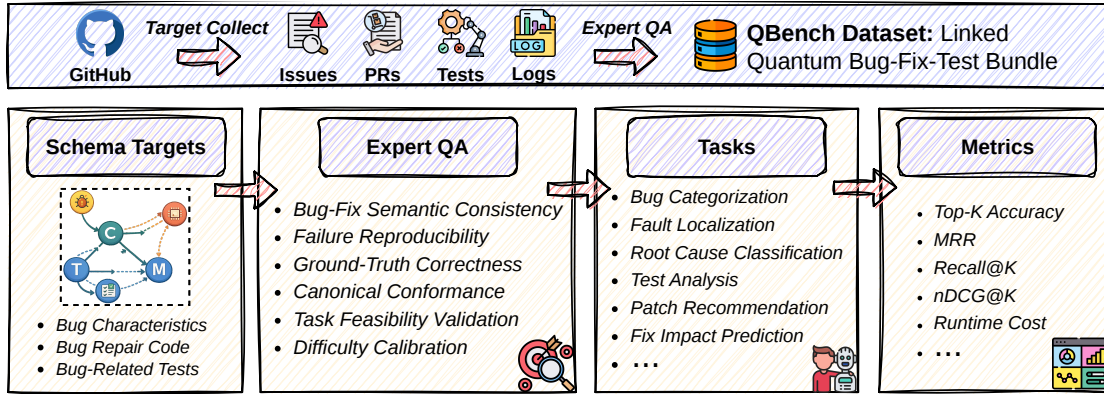 Target Collect
Expert QA
GitHub
Issues
PRs
Tests
LOG
Logs
QBench Dataset: Linked
Quantum Bug-Fix-Test Bundle
Schema Targets
C
T
M
• Bug Characteristics
• Bug Repair Code
• Bug-Related Tests
Expert QA
• Bug-Fix Semantic Consistency
• Failure Reproducibility
• Ground-Truth Correctness
• Canonical Conformance
• Task Feasibility Validation
• Difficulty Calibration
Tasks
• Bug Categorization
• Fault Localization
• Root Cause Classification
• Test Analysis
• Patch Recommendation
• Fix Impact Prediction
• ...
Metrics
• Top-K Accuracy
• MRR
• Recall@K
• nDCG@K
• Runtime Cost
• ...